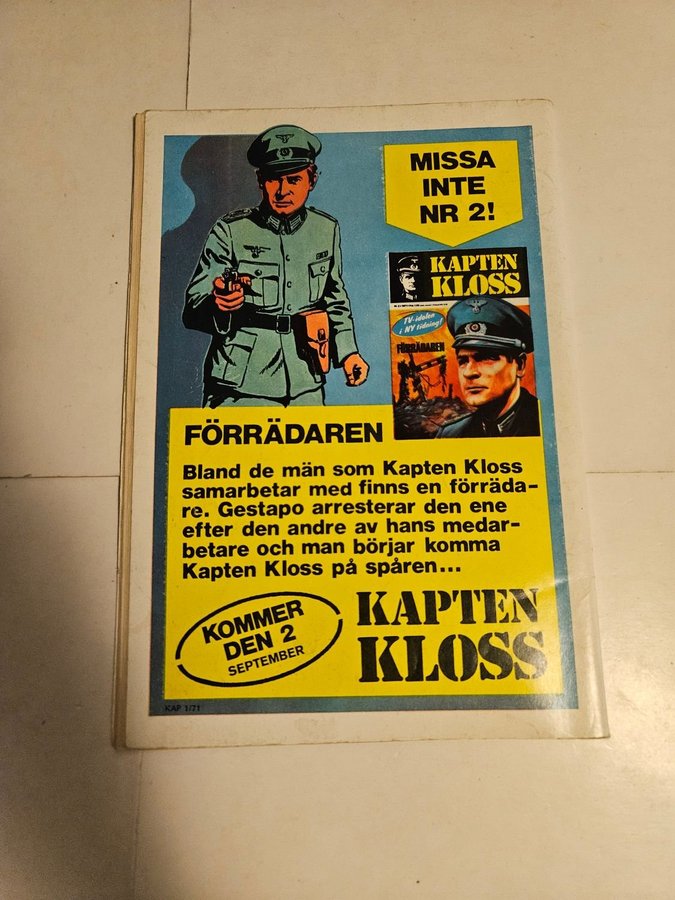 MISSA
INTE
NR 2!
KAPTEN
KLOSS
TV-idolen
i NY tidning!
FÖRRÄDAREN
FÖRRÄDAREN
Bland de män som Kapten Kloss
samarbetar med finns en förräda-
re. Gestapo arresterar den ene
efter den andre av hans medar-
betare och man börjar komma
Kapten Kloss på spåren...
KOMMER
DEN 2
SEPTEMBER
KAPTEN
KLOSS
KAP 1/71